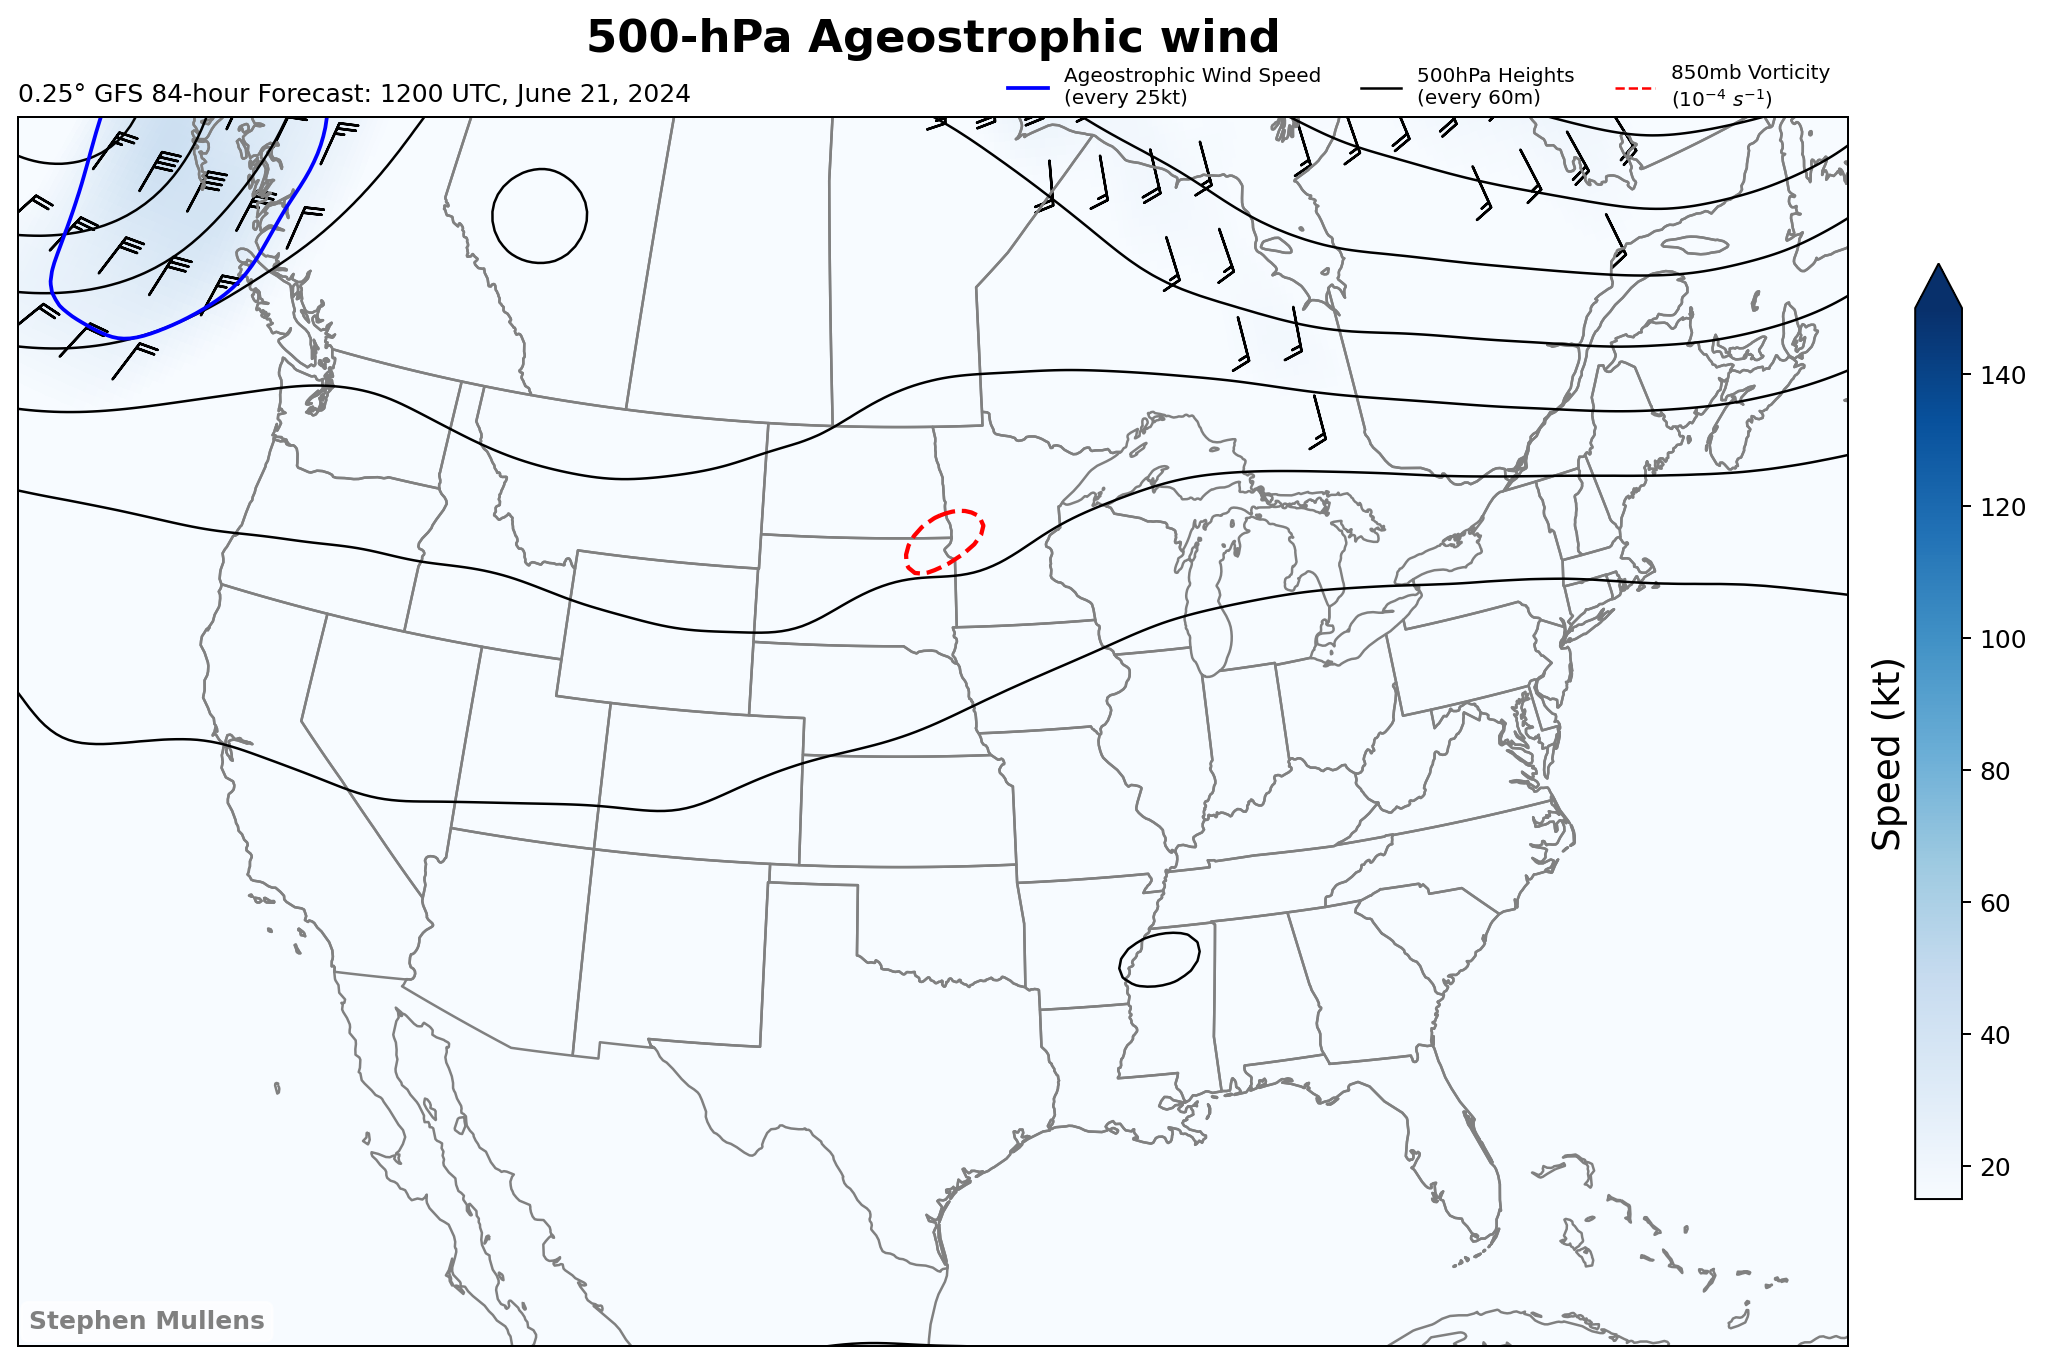 500-hPa Ageostrophic wind
0.25° GFS 84-hour Forecast: 1200 UTC, June 21, 2024
Ageostrophic Wind Speed
(every 25kt)
500hPa Heights
(every 60m)
850mb Vorticity
(10⁻⁴ s⁻¹)
140
120
100
80
60
40
20
Speed (kt)
Stephen Mullens